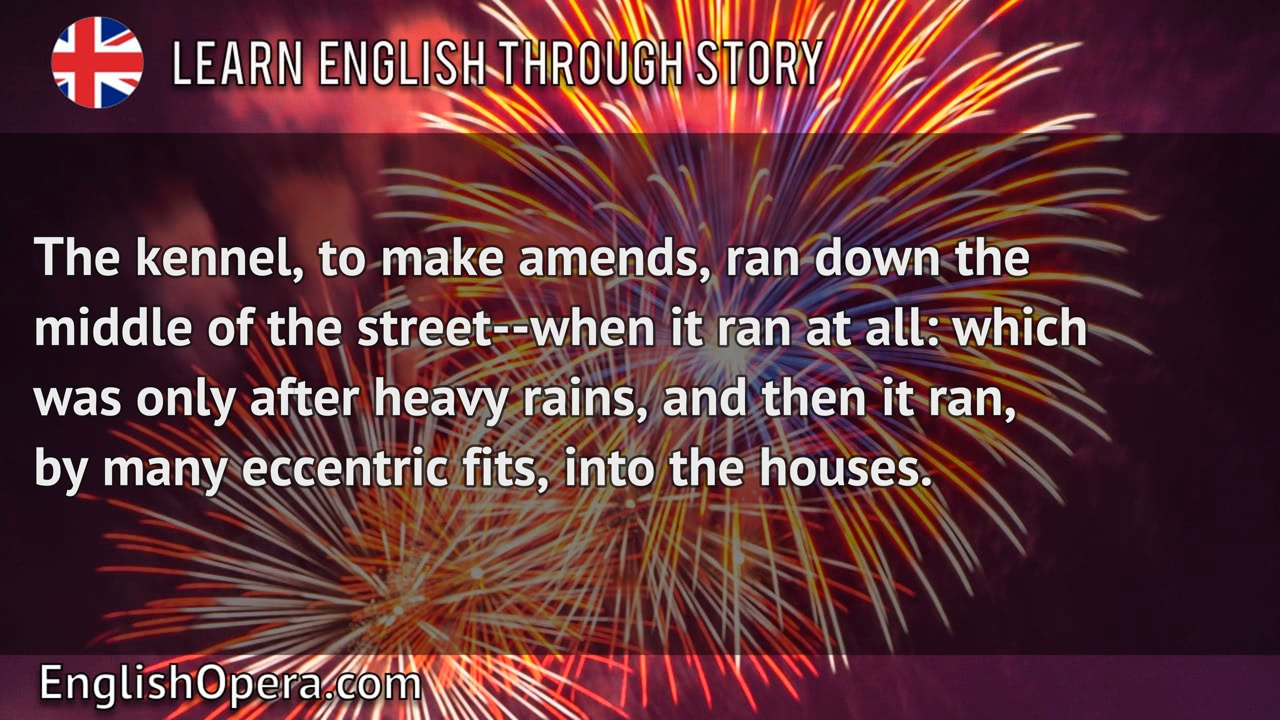 LEARN ENGLISH THROUGH STORY
The kennel, to make amends, ran down the
middle of the street--when it ran at all: which
was only after heavy rains, and then it ran,
by many eccentric fits, into the houses.
EnglishOpera.com